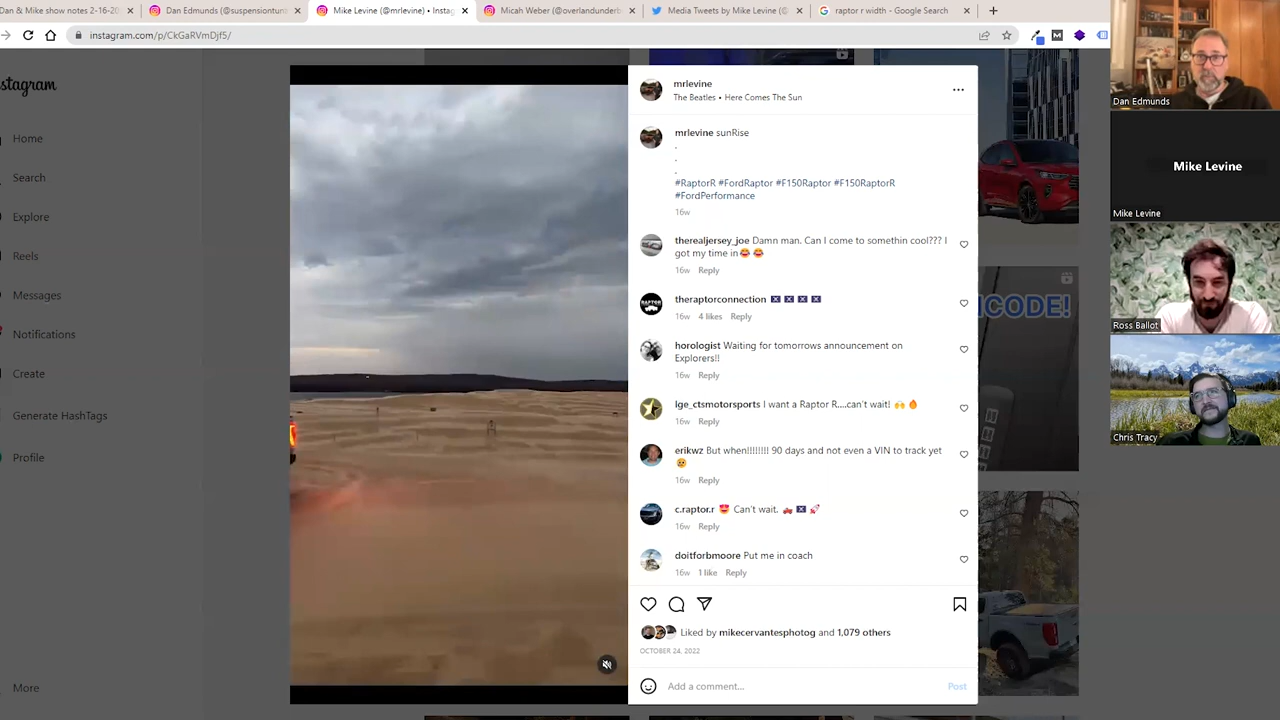 an & Mike show notes 2-16-20
Dan Edmunds (@suspensiontun
Mike Levine (@mrlevine) • Instag
Micah Weber (@overlandunderb
Media Tweets by Mike Levine (@
raptor r width - Google Search
instagram.com/p/CkGaRVmDjf5/
nstagram
Home
Search
Explore
Reels
Messages
Notifications
Create
Generate HashTags
Profile
More
mrlevine
The Beatles • Here Comes The Sun
mrlevine sunRise
.
.
.
#RaptorR #FordRaptor #F150Raptor #F150RaptorR
#FordPerformance
16w
therealjersey_joe Damn man. Can I come to somethin cool??? I
got my time in😂 😂
16w Reply
theraptorconnection
16w 4 likes Reply
horologist Waiting for tomorrows announcement on
Explorers!!
16w Reply
lge_ctsmotorsports I want a Raptor R....can't wait! 🙌 🔥
16w Reply
erikwz But when!!!!!!!! 90 days and not even a VIN to track yet
16w Reply
c.raptor.r 😍 Can't wait. 🚀
16w Reply
doitforbmoore Put me in coach
16w 1 like Reply
Liked by mikecervantesphotog and 1,079 others
OCTOBER 24, 2022
Add a comment...
Post
NCODE!
Dan Edmunds
Mike Levine
Mike Levine
Ross Ballot
Chris Tracy